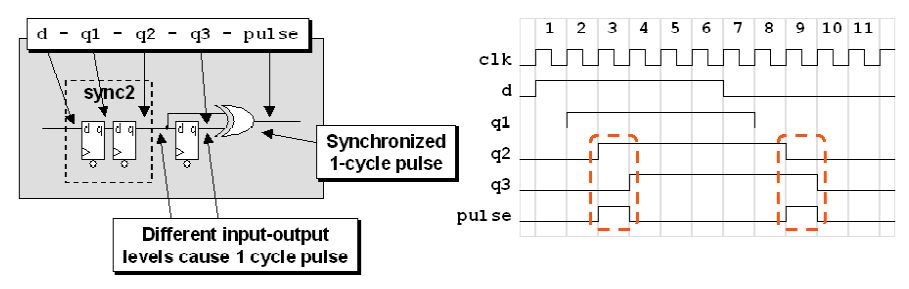 d - q1 - q2 - q3 - pulse
sync2
d q
d q
d q
Synchronized
1-cycle pulse
Different input-output
levels cause 1 cycle pulse
1 2 3 4 5 6 7 8 9 10 11
clk
d
q1
q2
q3
pulse